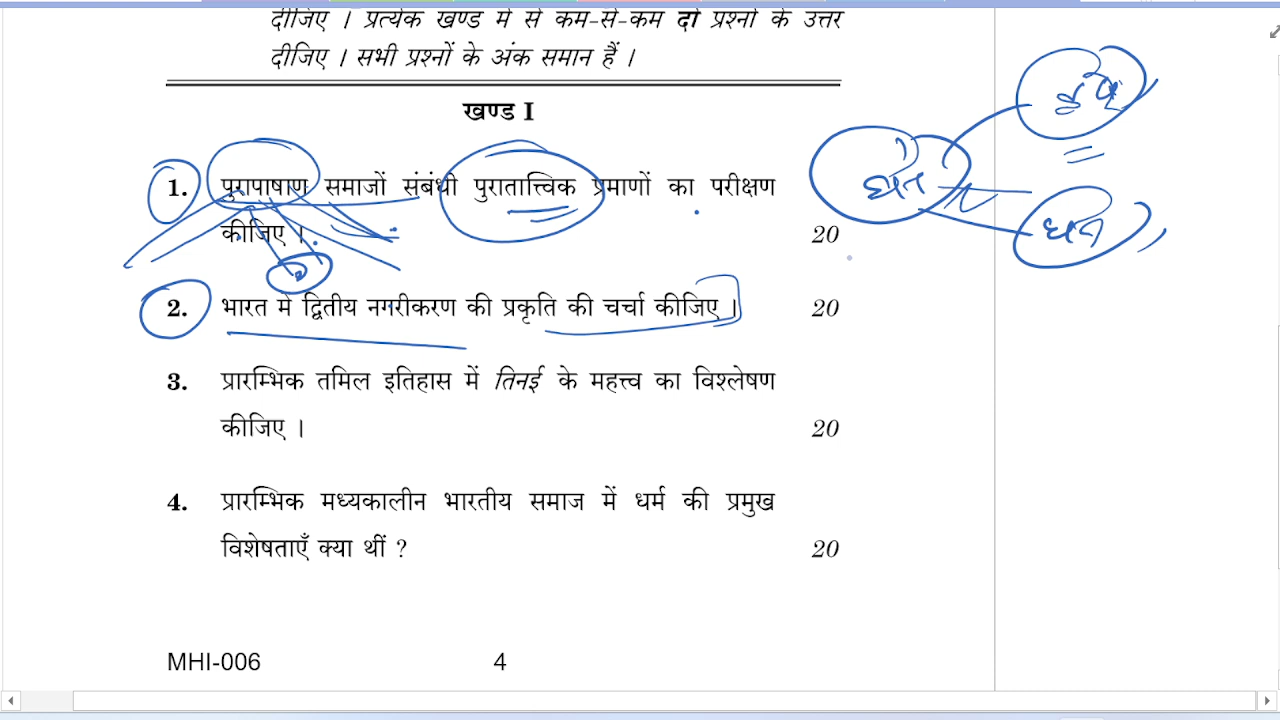 दीजिए । प्रत्येक खण्ड में से कम-से-कम दो प्रश्नों के उत्तर
दीजिए । सभी प्रश्नों के अंक समान हैं ।
खण्ड I
1. पुरापाषाण समाजों संबंधी पुरातात्त्विक प्रमाणों का परीक्षण
कीजिए । 20
2. भारत में द्वितीय नगरीकरण की प्रकृति की चर्चा कीजिए । 20
3. प्रारम्भिक तमिल इतिहास में तिनई के महत्त्व का विश्लेषण
कीजिए । 20
4. प्रारम्भिक मध्यकालीन भारतीय समाज में धर्म की प्रमुख
विशेषताएँ क्या थीं ? 20
MHI-006 4